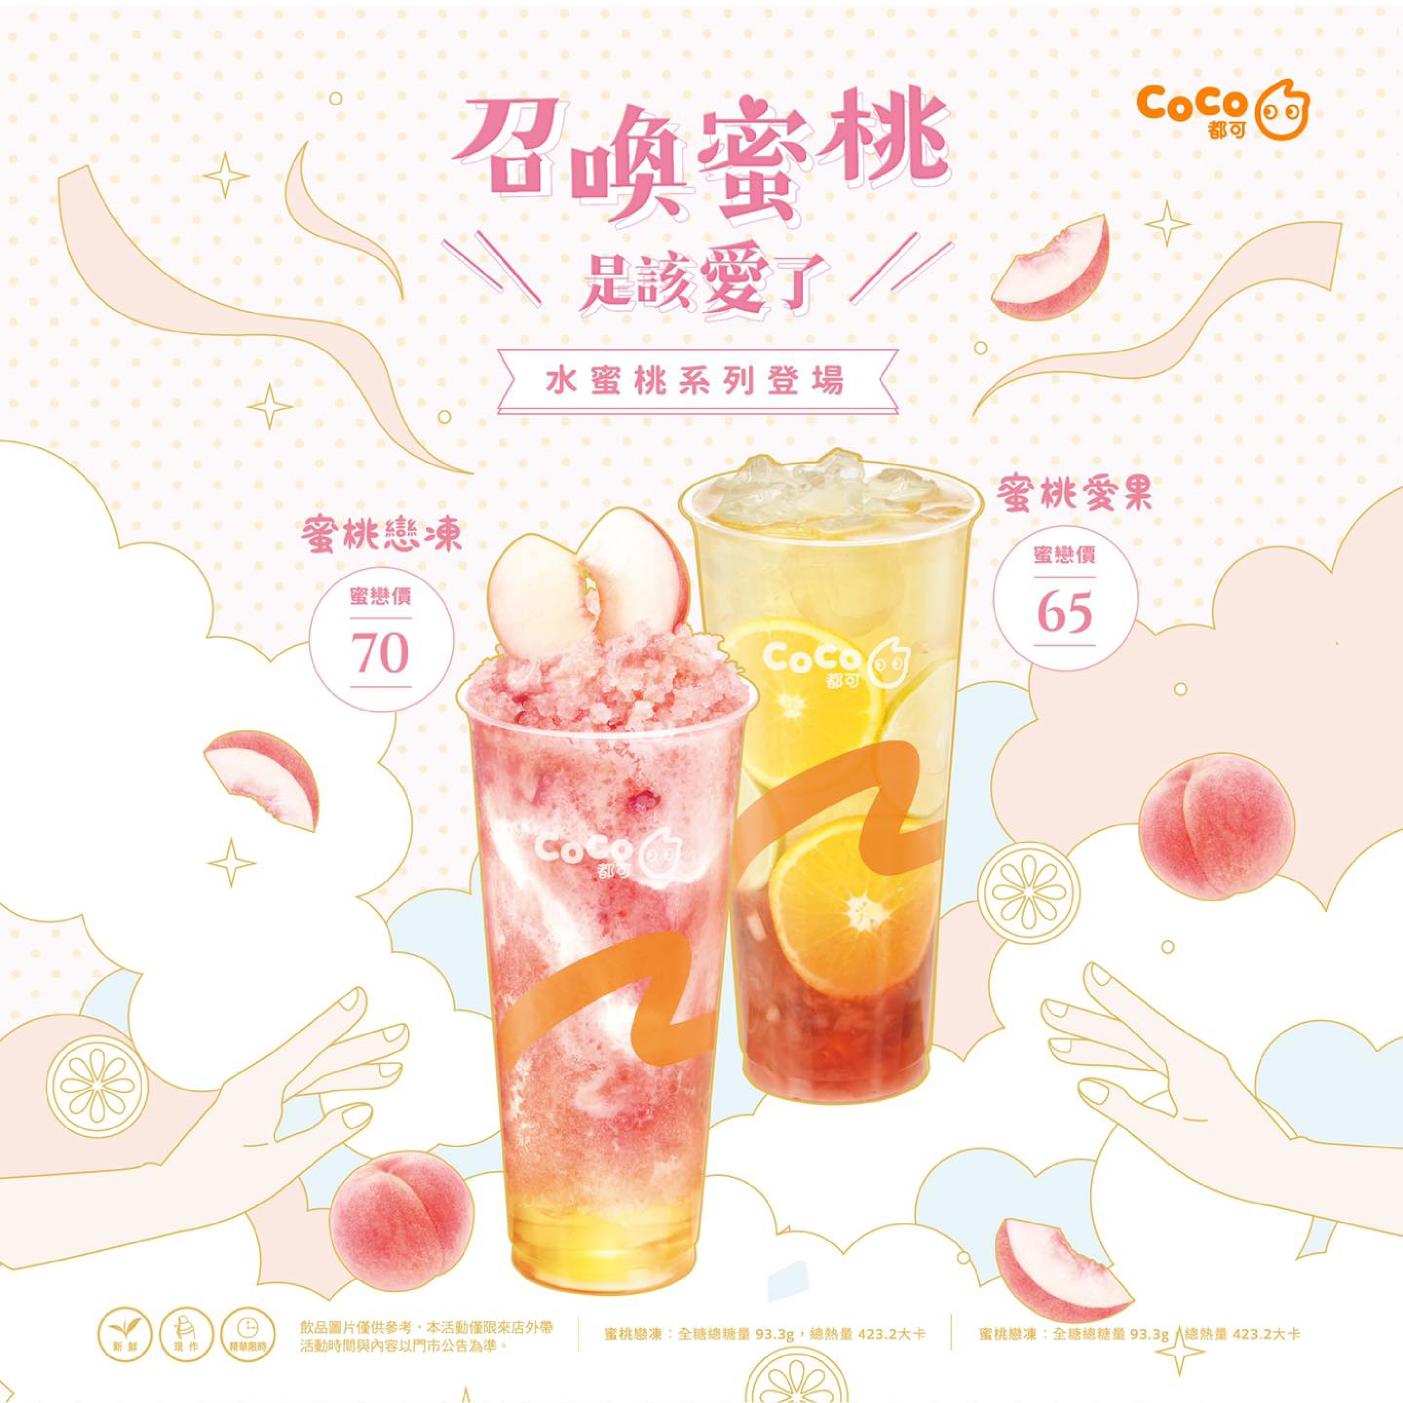 召喚蜜桃
CoCo
都可
是該愛了
水蜜桃系列登場
蜜桃戀凍
蜜戀價
70
蜜桃愛果
蜜戀價
65
CoCo
都可
CoCo
都可
新鮮
現作
精華限時
飲品圖片僅供參考，本活動僅限來店外帶
活動時間與內容以門市公告為準。
蜜桃戀凍：全糖總糖量 93.3g，總熱量 423.2大卡
蜜桃戀凍：全糖總糖量 93.3g 總熱量 423.2大卡